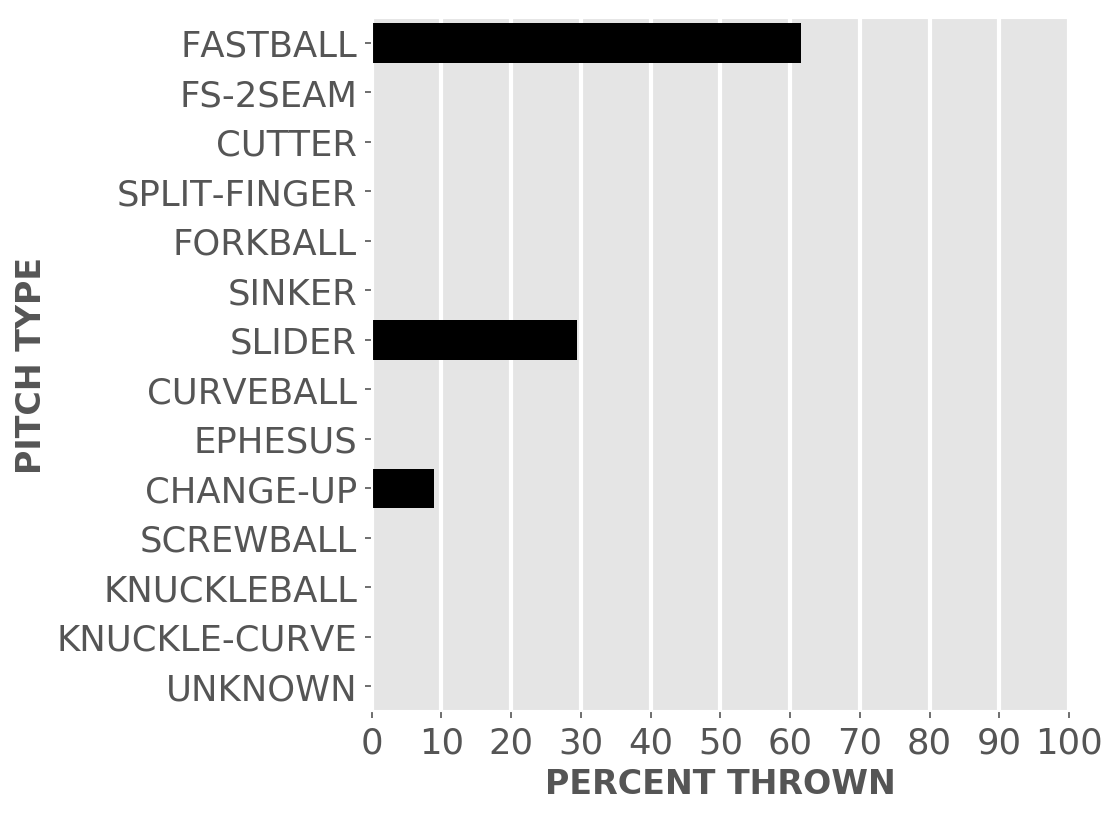 FASTBALL
FS-2SEAM
CUTTER
SPLIT-FINGER
FORKBALL
SINKER
SLIDER
CURVEBALL
EPHESUS
CHANGE-UP
SCREWBALL
KNUCKLEBALL
KNUCKLE-CURVE
UNKNOWN
PITCH TYPE
0 10 20 30 40 50 60 70 80 90 100
PERCENT THROWN